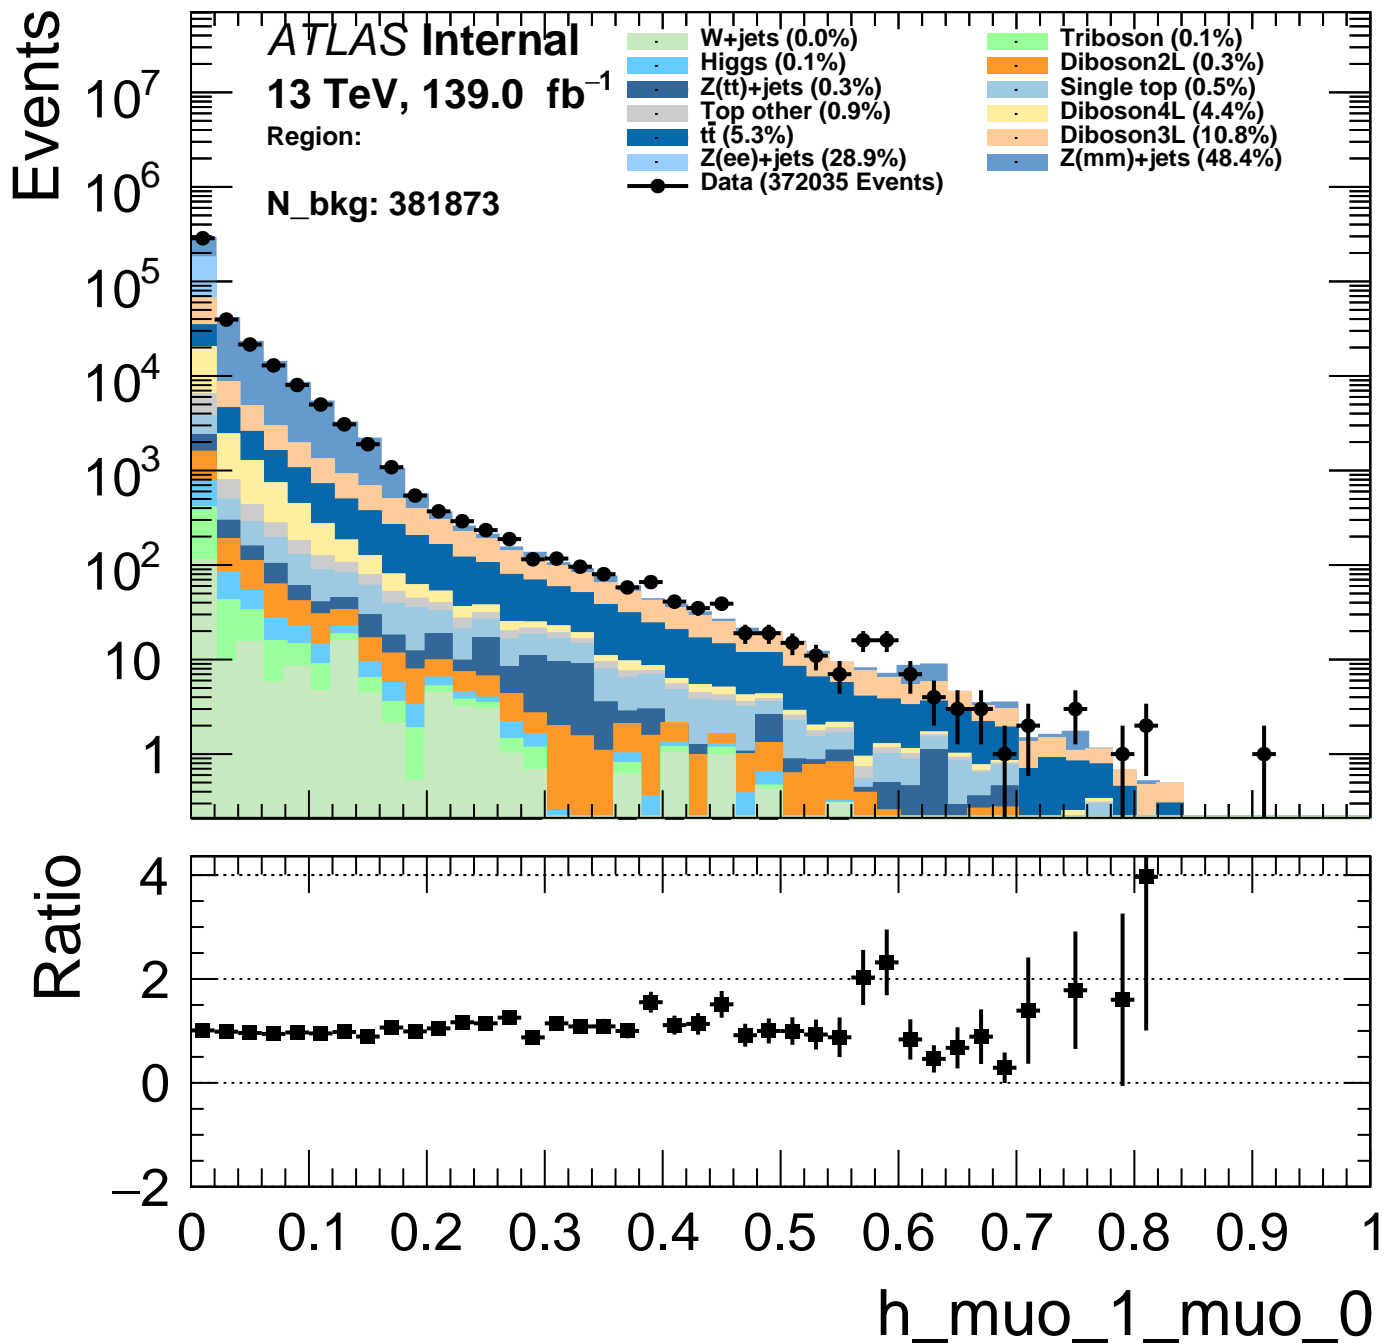 Events
ATLAS Internal
13 TeV, 139.0 fb⁻¹
Region:
N_bkg: 381873
W+jets (0.0%)
Higgs (0.1%)
Z(tt)+jets (0.3%)
Top other (0.9%)
tt̄ (5.3%)
Z(ee)+jets (28.9%)
Data (372035 Events)
Triboson (0.1%)
Diboson2L (0.3%)
Single top (0.5%)
Diboson4L (4.4%)
Diboson3L (10.8%)
Z(mm)+jets (48.4%)
10⁷
10⁶
10⁵
10⁴
10³
10²
10
1
Ratio
4
2
0
−2
0 0.1 0.2 0.3 0.4 0.5 0.6 0.7 0.8 0.9 1
h_muo_1_muo_0